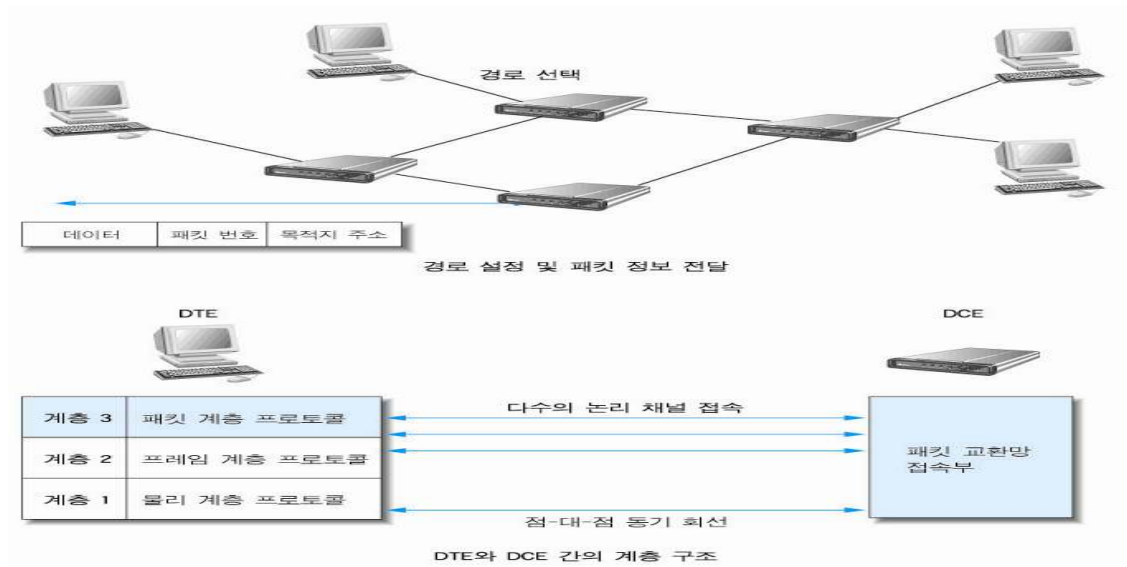 경로 선택
데이터 패킷 번호 목적지 주소
경로 설정 및 패킷 정보 전달
DTE DCE
계층 3 패킷 계층 프로토콜
다수의 논리 채널 접속
계층 2 프레임 계층 프로토콜
계층 1 물리 계층 프로토콜
패킷 교환망
접속부
점-대-점 동기 회선
DTE와 DCE 간의 계층 구조